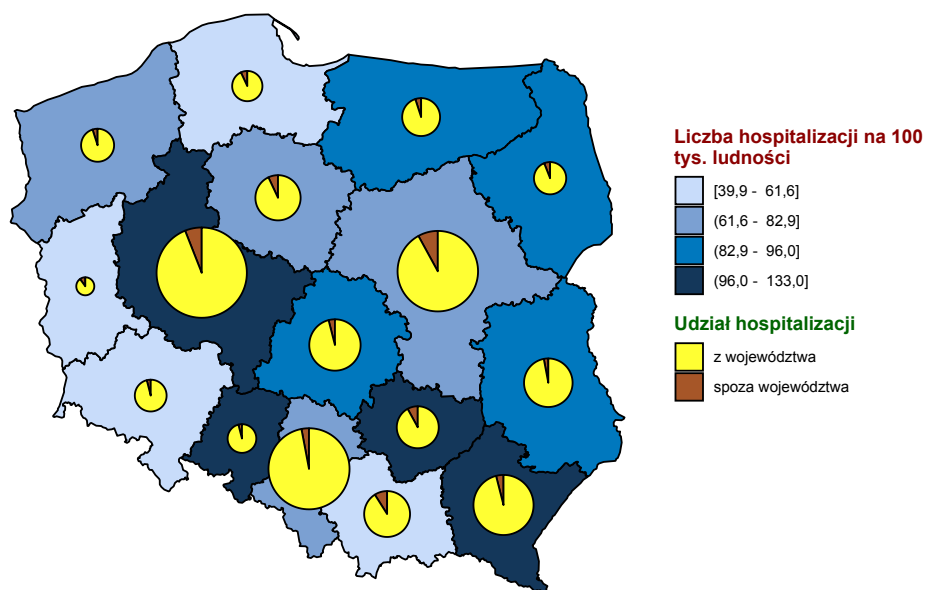 Liczba hospitalizacji na 100
tys. ludności
[39,9 - 61,6]
(61,6 - 82,9]
(82,9 - 96,0]
(96,0 - 133,0]
Udział hospitalizacji
z województwa
spoza województwa